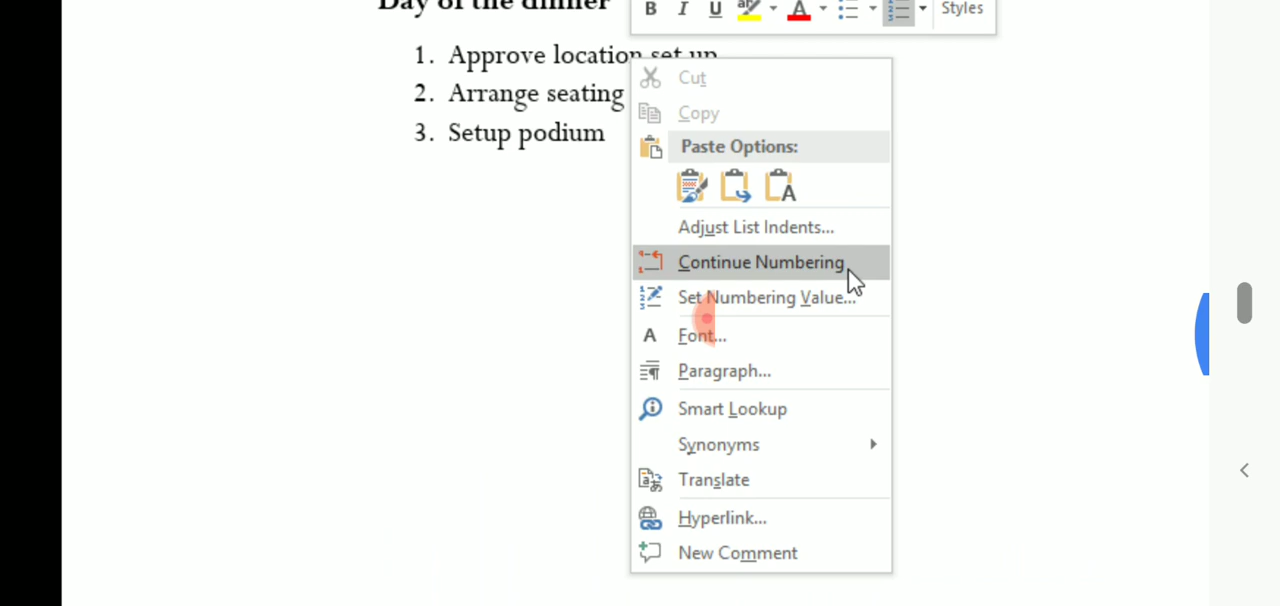 Day of the dinner
B I U ab A Styles
1. Approve location set up
2. Arrange seating
3. Setup podium
Cut
Copy
Paste Options:
Adjust List Indents...
Continue Numbering
Set Numbering Value...
A Font...
Paragraph...
Smart Lookup
Synonyms
Translate
Hyperlink...
New Comment